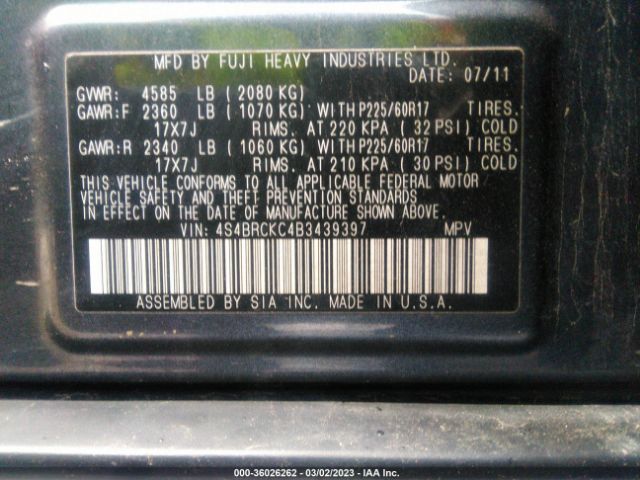 MFD BY FUJI HEAVY INDUSTRIES LTD.
DATE: 07/11
GVWR: 4585 LB ( 2080 KG)
GAWR:F 2360 LB ( 1070 KG) WITH P225/60R17 TIRES.
17X7J RIMS. AT 220 KPA ( 32 PSI) COLD
GAWR:R 2340 LB ( 1060 KG) WITH P225/60R17 TIRES.
17X7J RIMS. AT 210 KPA ( 30 PSI) COLD
THIS VEHICLE CONFORMS TO ALL APPLICABLE FEDERAL MOTOR
VEHICLE SAFETY AND THEFT PREVENTION STANDARDS
IN EFFECT ON THE DATE OF MANUFACTURE SHOWN ABOVE.
VIN: 4S4BRCKC4B3439397 MPV
ASSEMBLED BY SIA INC. MADE IN U.S.A.
000-36026262 - 03/02/2023 - IAA Inc.